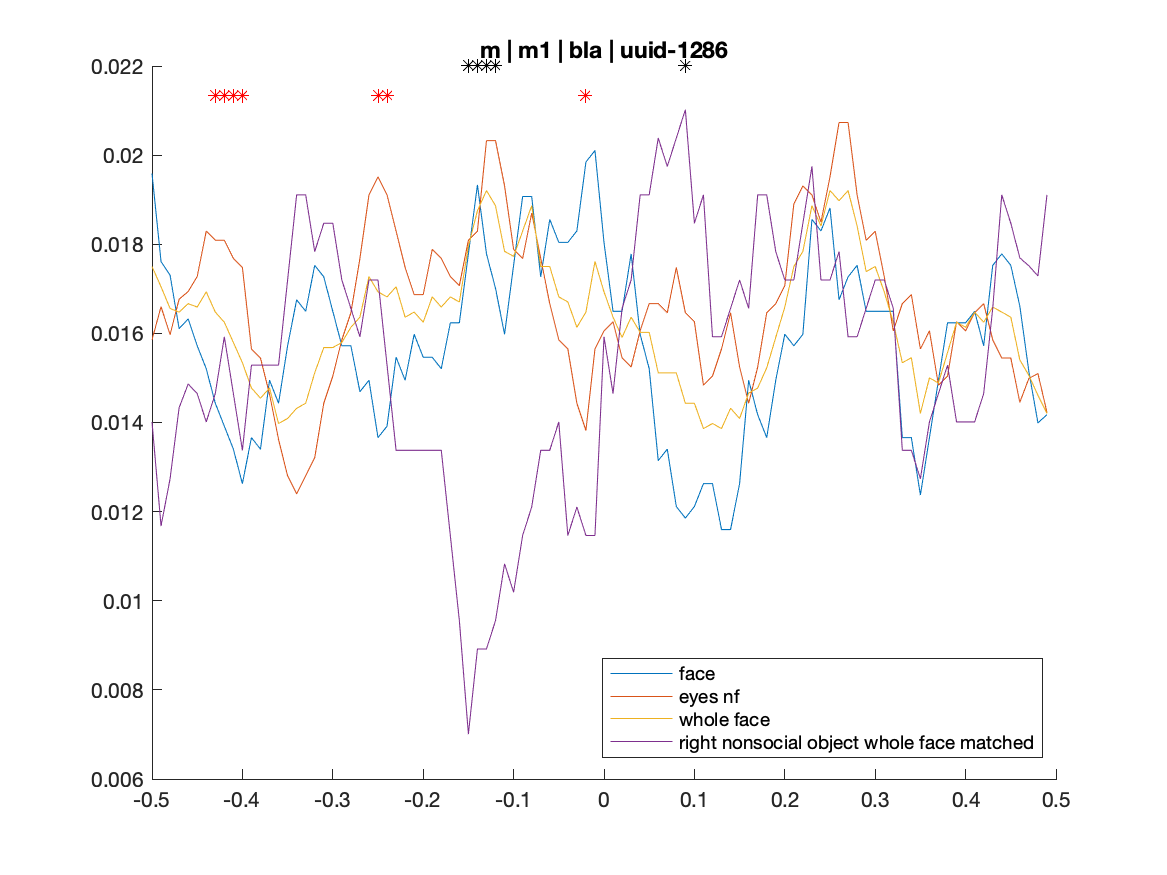 m | m1 | bla | uuid-1286
0.022
0.02
0.018
0.016
0.014
0.012
0.01
0.008
0.006
face
eyes nf
whole face
right nonsocial object whole face matched
-0.5 -0.4 -0.3 -0.2 -0.1 0 0.1 0.2 0.3 0.4 0.5